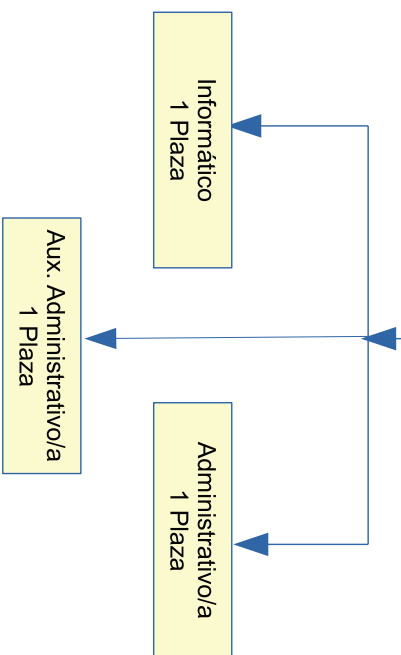 Informático
1 Plaza
Aux. Administrativo/a
1 Plaza
Administrativo/a
1 Plaza